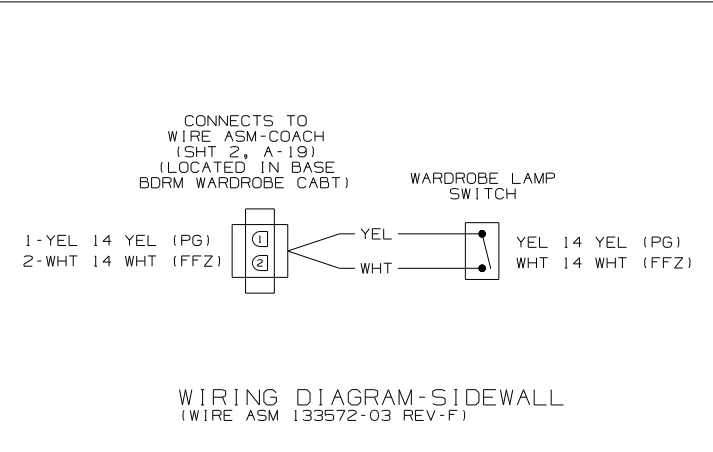 CONNECTS TO
WIRE ASM-COACH
(SHT 2, A-19)
(LOCATED IN BASE
BDRM WARDROBE CABT)
WARDROBE LAMP
SWITCH
1-YEL 14 YEL (PG)
2-WHT 14 WHT (FFZ)
1
2
YEL
WHT
YEL 14 YEL (PG)
WHT 14 WHT (FFZ)
WIRING DIAGRAM-SIDEWALL
(WIRE ASM 133572-03 REV-F)